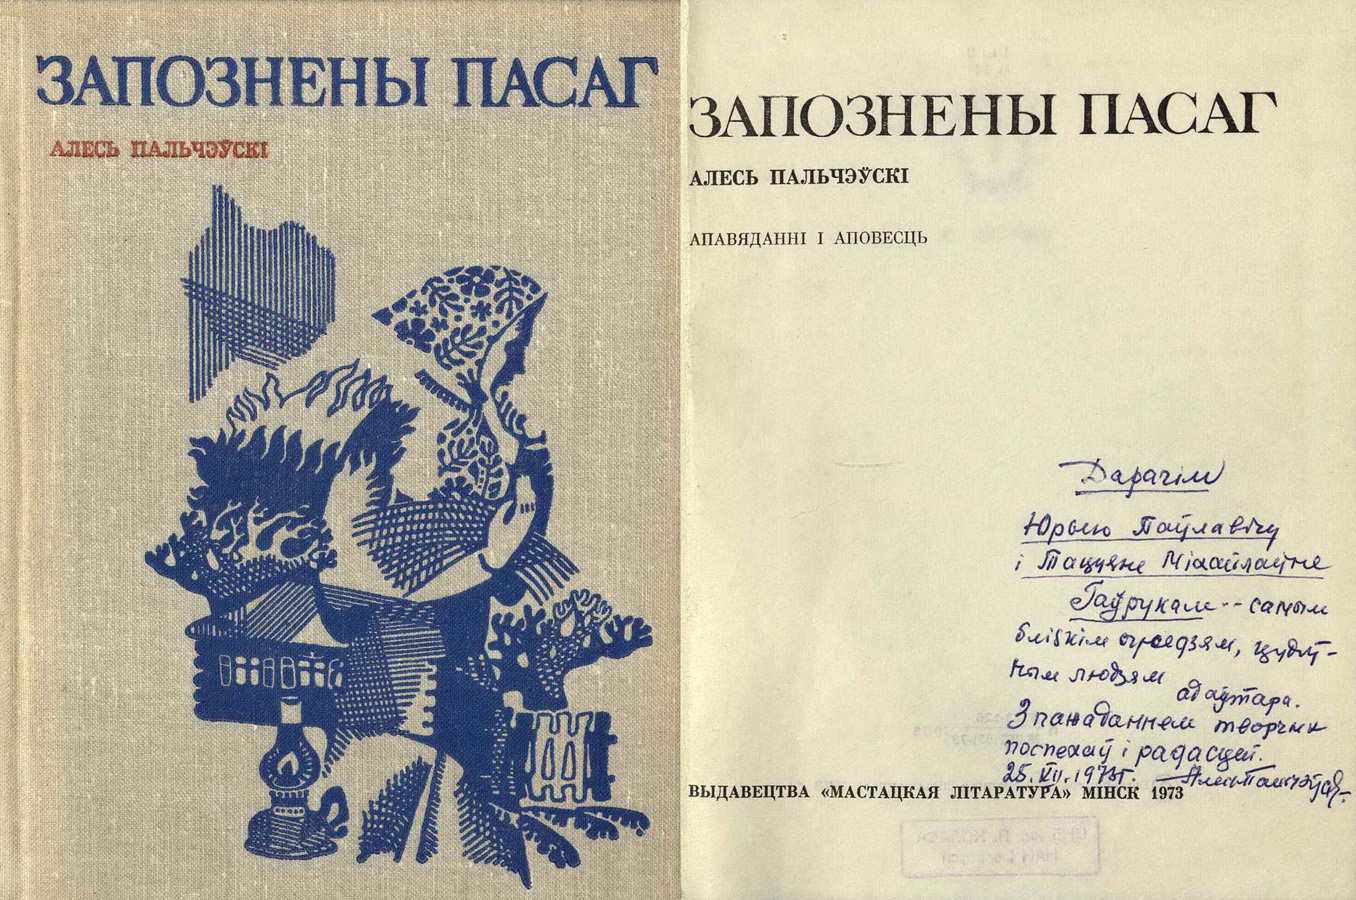 ЗАПОЗНЕНЫ ПАСАГ
АЛЕСЬ ПАЛЬЧЭЎСКІ
ЗАПОЗНЕНЫ ПАСАГ
АЛЕСЬ ПАЛЬЧЭЎСКІ
АПАВЯДАННІ І АПОВЕСЦЬ
Дарагім
Юрыю Паўлавічу
і Таццяне Міхайлаўне
Гаўрукам -- самым
блізкім суседзям, цудоў-
ным людзям
ад аўтара.
З пажаданнем творчых
поспехаў і радасцей.
25.VII.1973г.
ВЫДАВЕЦТВА «МАСТАЦКАЯ ЛІТАРАТУРА» МІНСК 1973